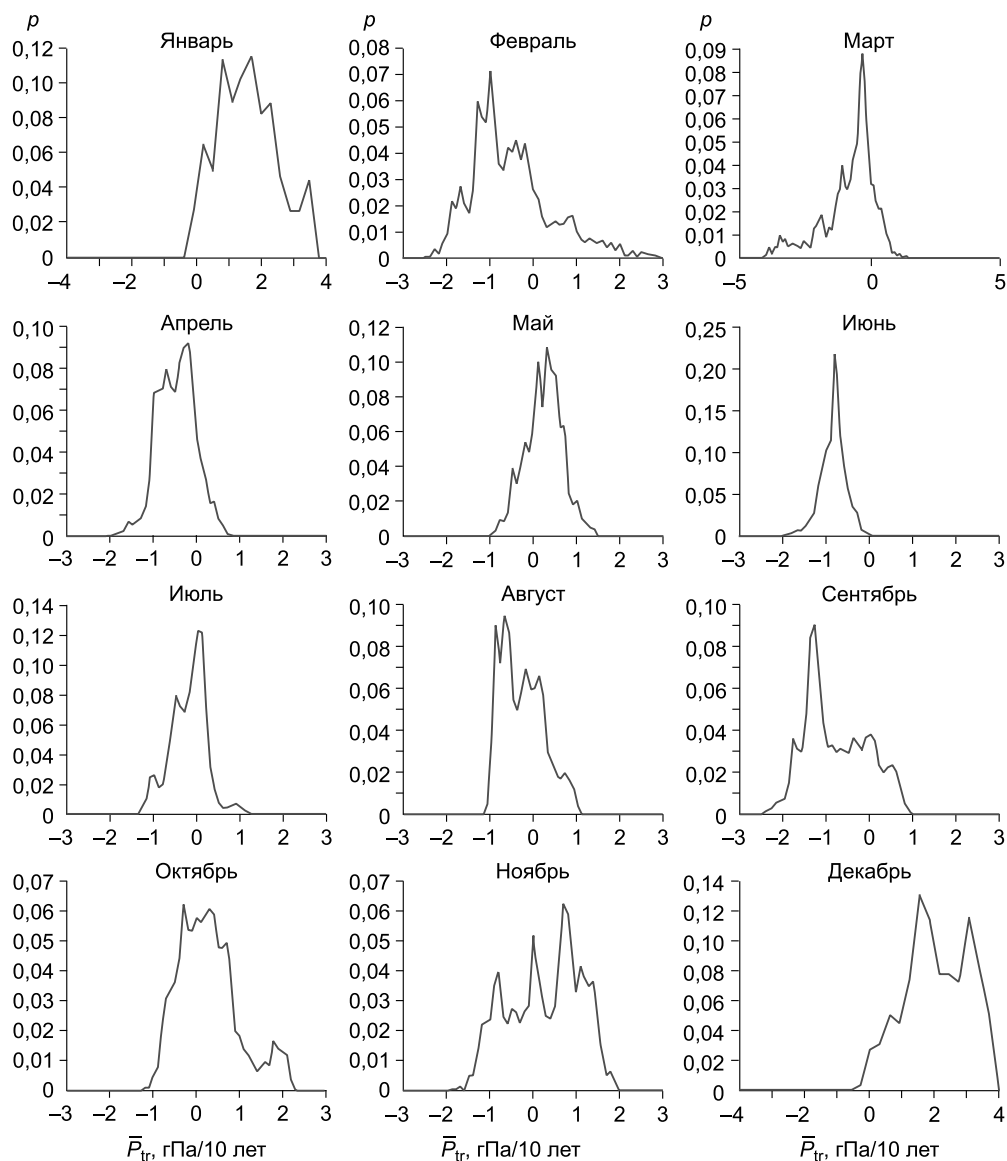 p p p
Январь Февраль Март
0,12 0,08 0,09
0,10 0,07 0,08
0,08 0,06 0,07
0,06 0,05 0,06
0,04 0,04 0,05
0,02 0,03 0,04
0 0,02 0,03
0,01 0,02
0 0,01
0
–4 –2 0 2 4 –3 –2 –1 0 1 2 3 –5 0 5
Апрель Май Июнь
0,10 0,12 0,25
0,08 0,10 0,20
0,06 0,08 0,15
0,04 0,06 0,10
0,02 0,04 0,05
0 0,02 0
0
–3 –2 –1 0 1 2 3 –3 –2 –1 0 1 2 3 –3 –2 –1 0 1 2 3
Июль Август Сентябрь
0,14 0,10 0,10
0,12 0,08 0,08
0,10 0,06 0,06
0,08 0,04 0,04
0,06 0,02 0,02
0,04 0 0
0,02
0
–3 –2 –1 0 1 2 3 –3 –2 –1 0 1 2 3 –3 –2 –1 0 1 2 3
Октябрь Ноябрь Декабрь
0,07 0,07 0,14
0,06 0,06 0,12
0,05 0,05 0,10
0,04 0,04 0,08
0,03 0,03 0,06
0,02 0,02 0,04
0,01 0,01 0,02
0 0 0
–3 –2 –1 0 1 2 3 –3 –2 –1 0 1 2 3 –4 –2 0 2 4
P̅tr, гПа/10 лет P̅tr, гПа/10 лет P̅tr, гПа/10 лет